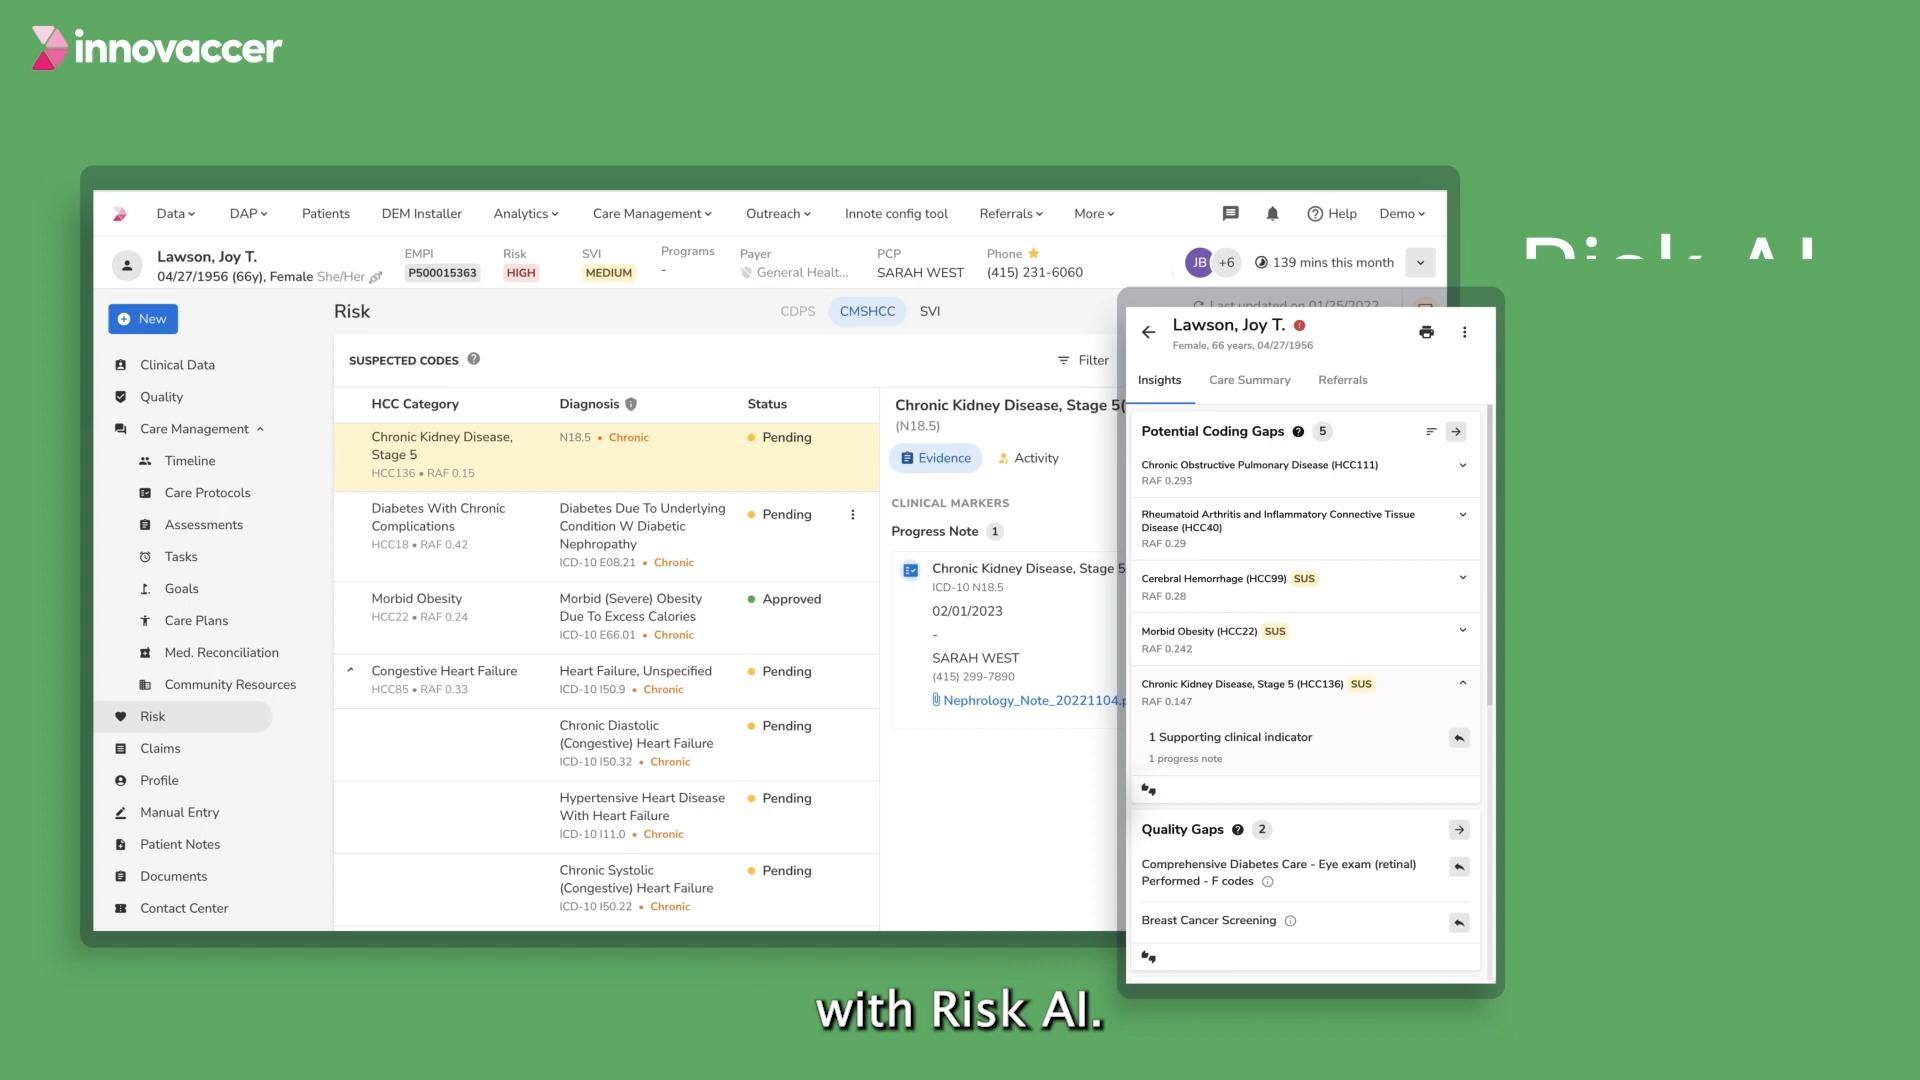 innovaccer
Data
DAP
Patients
DEM Installer
Analytics
Care Management
Outreach
Innote config tool
Referrals
More
Help
Demo
Lawson, Joy T.
04/27/1956 (66y), Female She/Her
EMPI
P500015363
Risk
HIGH
SVI
MEDIUM
Programs
-
Payer
General Healt...
PCP
SARAH WEST
Phone
(415) 231-6060
JB
+6
139 mins this month
Risk AI
New
Clinical Data
Quality
Care Management
Timeline
Care Protocols
Assessments
Tasks
Goals
Care Plans
Med. Reconciliation
Community Resources
Risk
Claims
Profile
Manual Entry
Patient Notes
Documents
Contact Center
Risk
CDPS
CMSHCC
SVI
Last updated on 01/25/2022
SUSPECTED CODES
Filter
HCC Category
Diagnosis
Status
Chronic Kidney Disease,
Stage 5
HCC136 • RAF 0.15
N18.5 • Chronic
Pending
Diabetes With Chronic
Complications
HCC18 • RAF 0.42
Diabetes Due To Underlying
Condition W Diabetic
Nephropathy
ICD-10 E08.21 • Chronic
Pending
Morbid Obesity
HCC22 • RAF 0.24
Morbid (Severe) Obesity
Due To Excess Calories
ICD-10 E66.01 • Chronic
Approved
Congestive Heart Failure
HCC85 • RAF 0.33
Heart Failure, Unspecified
ICD-10 I50.9 • Chronic
Pending
Chronic Diastolic
(Congestive) Heart Failure
ICD-10 I50.32 • Chronic
Pending
Hypertensive Heart Disease
With Heart Failure
ICD-10 I11.0 • Chronic
Pending
Chronic Systolic
(Congestive) Heart Failure
ICD-10 I50.22 • Chronic
Pending
Chronic Kidney Disease, Stage 5(
(N18.5)
Evidence
Activity
CLINICAL MARKERS
Progress Note 1
Chronic Kidney Disease, Stage 5
ICD-10 N18.5
02/01/2023
-
SARAH WEST
(415) 299-7890
Nephrology_Note_20221104.p
Lawson, Joy T.
Female, 66 years, 04/27/1956
Insights
Care Summary
Referrals
Potential Coding Gaps 5
Chronic Obstructive Pulmonary Disease (HCC111)
RAF 0.293
Rheumatoid Arthritis and Inflammatory Connective Tissue
Disease (HCC40)
RAF 0.29
Cerebral Hemorrhage (HCC99) SUS
RAF 0.28
Morbid Obesity (HCC22) SUS
RAF 0.242
Chronic Kidney Disease, Stage 5 (HCC136) SUS
RAF 0.147
1 Supporting clinical indicator
1 progress note
Quality Gaps 2
Comprehensive Diabetes Care - Eye exam (retinal)
Performed - F codes
Breast Cancer Screening
with Risk AI.